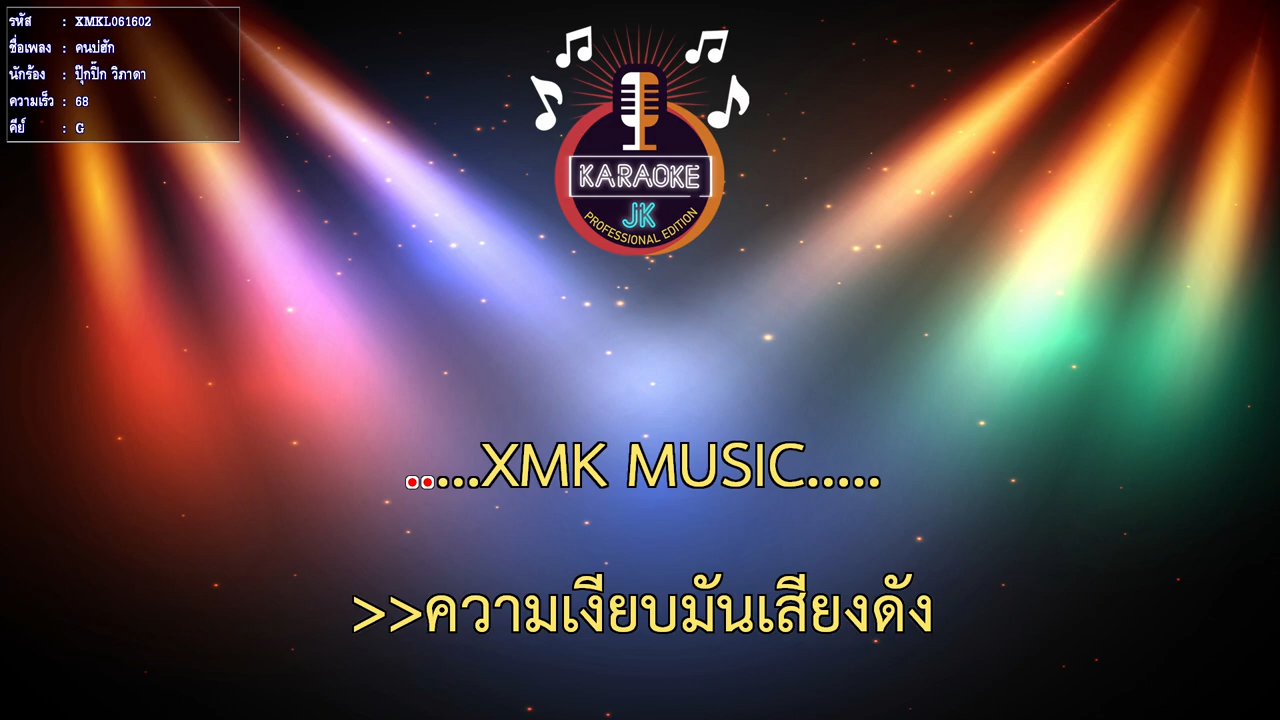 รหัส : XMKL061602
ชื่อเพลง : คนบ่ฮัก
นักร้อง : ปุ๊กปิ๊ก วิภาดา
ความเร็ว : 68
คีย์ : G
KARAOKE
JK
PROFESSIONAL EDITION
.....XMK MUSIC.....
>>ความเงียบมันเสียงดัง